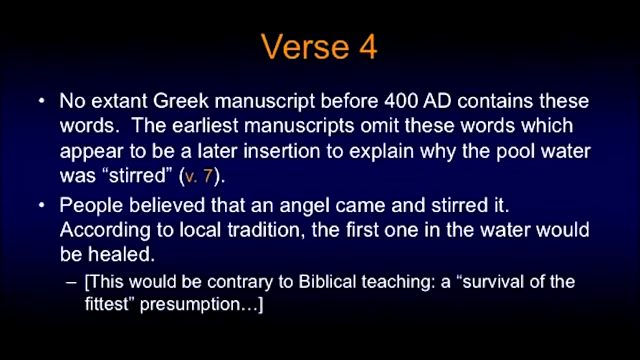 Verse 4
• No extant Greek manuscript before 400 AD contains these
words.  The earliest manuscripts omit these words which
appear to be a later insertion to explain why the pool water
was “stirred” (v. 7).
• People believed that an angel came and stirred it.
According to local tradition, the first one in the water would
be healed.
– [This would be contrary to Biblical teaching: a “survival of the
fittest” presumption…]